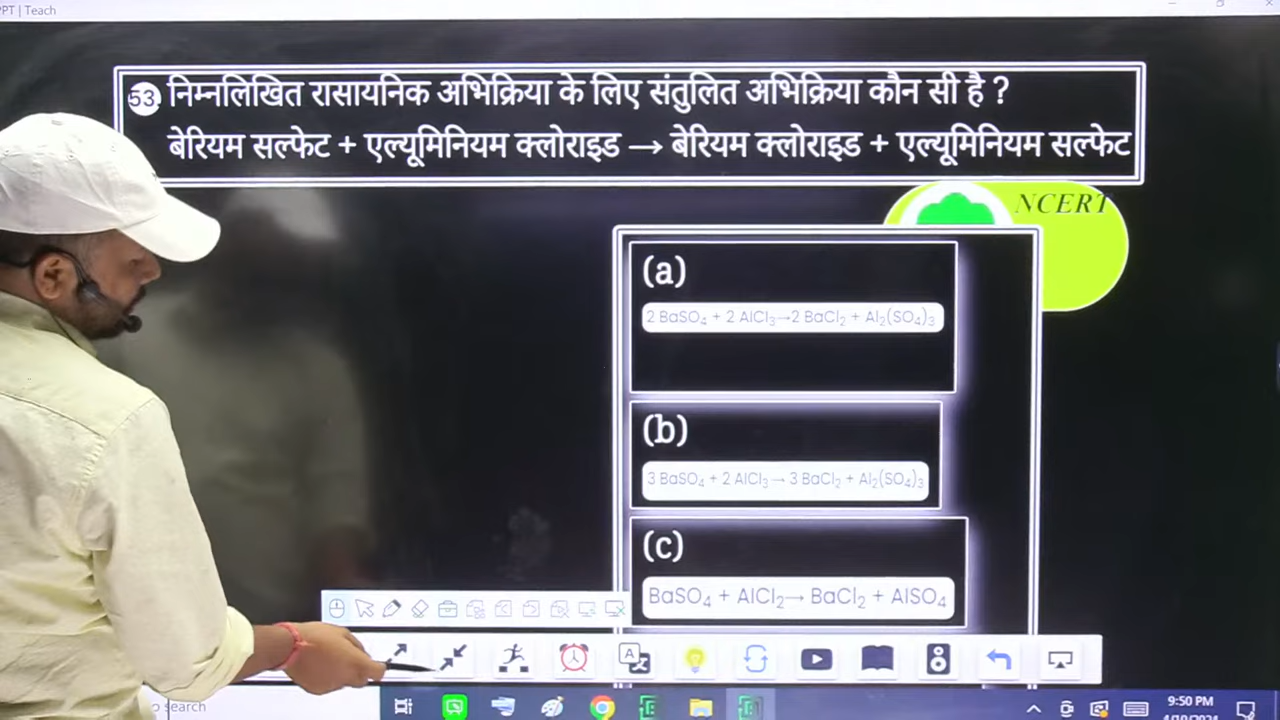 PPT | Teach
53. निम्नलिखित रासायनिक अभिक्रिया के लिए संतुलित अभिक्रिया कौन सी है ?
बेरियम सल्फेट + एल्यूमिनियम क्लोराइड → बेरियम क्लोराइड + एल्यूमिनियम सल्फेट
NCERT
(a)
2 BaSO₄ + 2 AlCl₃→2 BaCl₂ + Al₂(SO₄)₃
(b)
3 BaSO₄ + 2 AlCl₃→ 3 BaCl₂ + Al₂(SO₄)₃
(c)
BaSO₄ + AlCl₂→ BaCl₂ + AlSO₄
search
9:50 PM